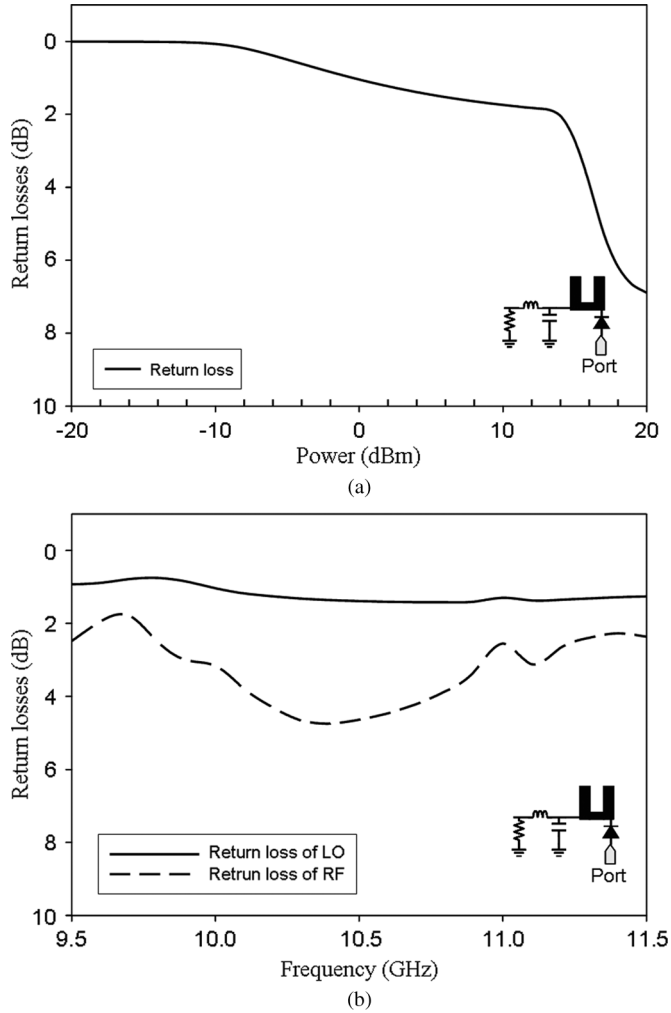 0
2
4
6
8
10
Return losses (dB)
Return loss
Port
-20 -10 0 10 20
Power (dBm)
(a)
0
2
4
6
8
10
Return losses (dB)
Return loss of LO
Retrun loss of RF
Port
9.5 10.0 10.5 11.0 11.5
Frequency (GHz)
(b)